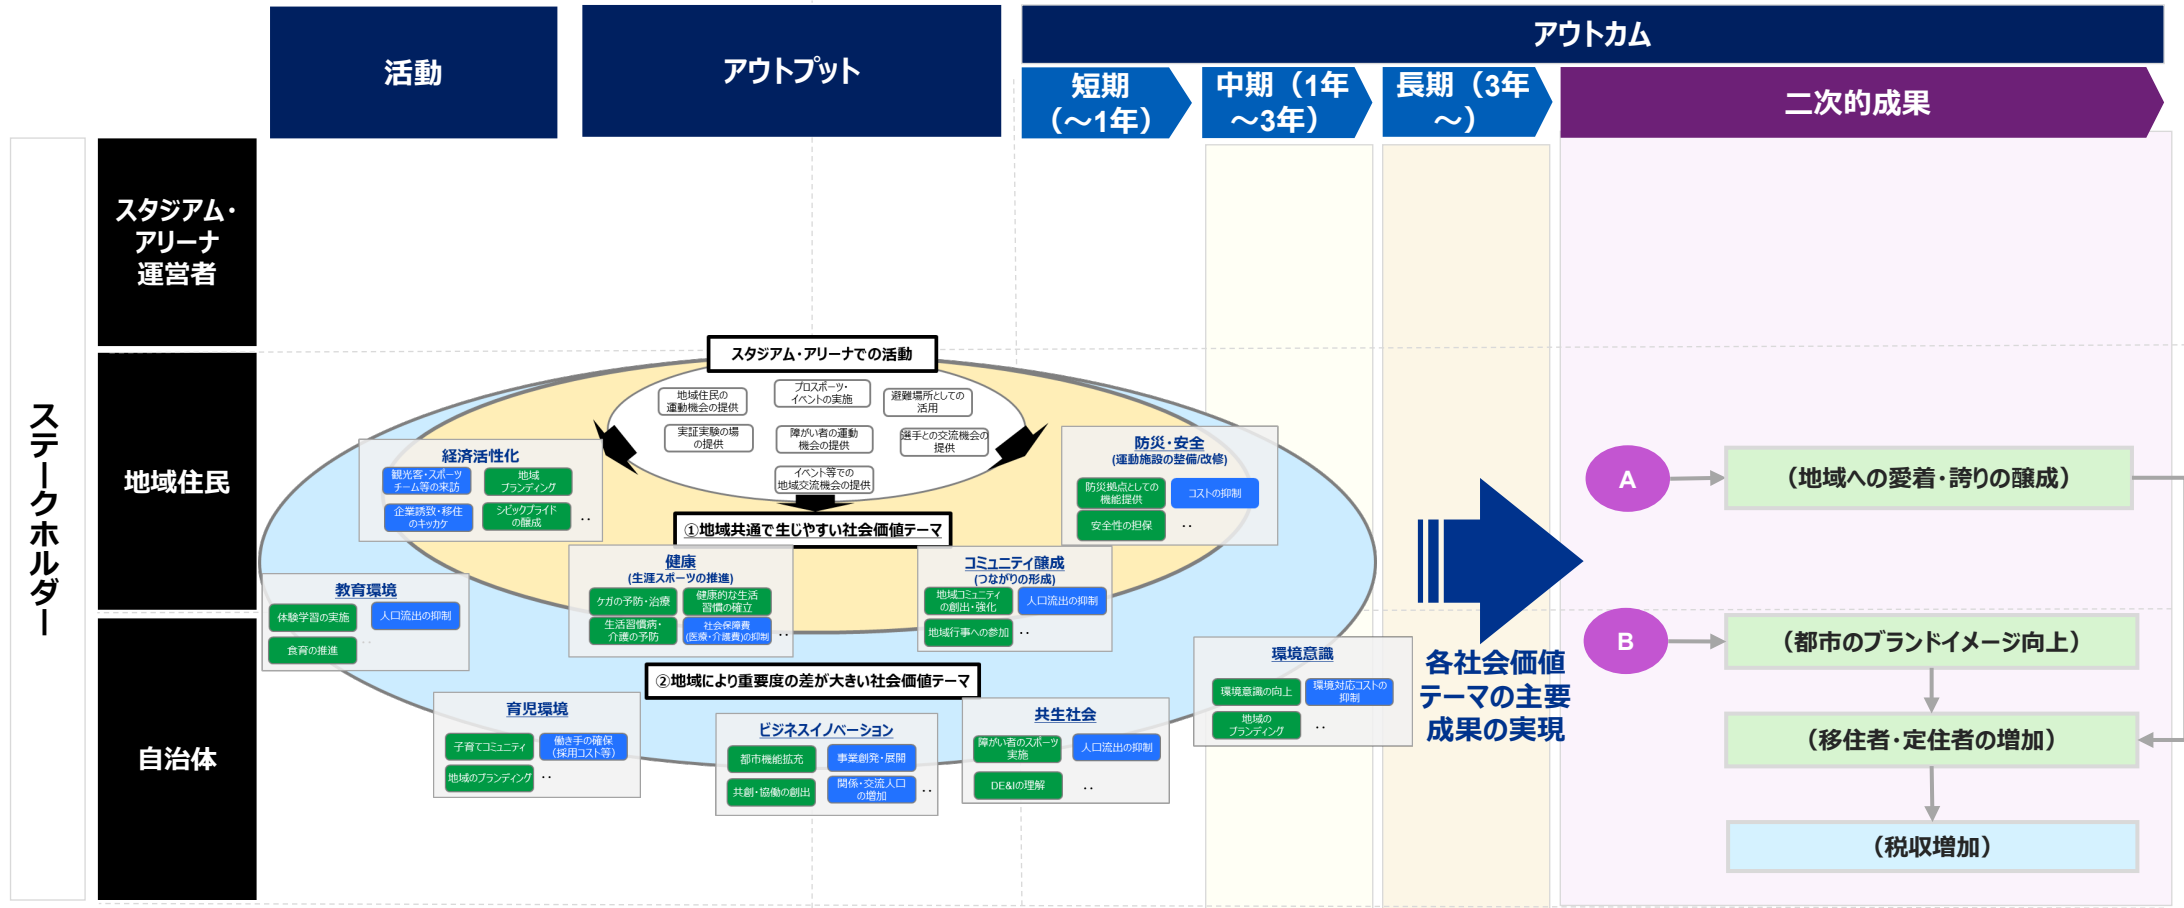 活動
アウトプット
アウトカム
短期
（～1年）
中期（1年
～3年）
長期（3年
～）
二次的成果
ステークホルダー
スタジアム・
アリーナ
運営者
地域住民
自治体
スタジアム・アリーナでの活動
地域住民の
運動機会の提供
プロスポーツ・
イベントの実施
避難場所としての
活用
実証実験の場
の提供
障がい者の運動
機会の提供
選手との交流機会の
提供
イベント等での
地域交流機会の提供
①地域共通で生じやすい社会価値テーマ
経済活性化
観光客・スポーツ
チーム等の来訪
地域
ブランディング
企業誘致・移住
のキッカケ
シビックプライド
の醸成
‥
防災・安全
(運動施設の整備/改修)
防災拠点としての
機能提供
コストの抑制
安全性の担保
‥
健康
(生涯スポーツの推進)
ケガの予防・治療
健康的な生活
習慣の確立
生活習慣病・
介護の予防
社会保障費
(医療・介護費)の抑制
‥
コミュニティ醸成
(つながりの形成)
地域コミュニティ
の創出・強化
人口流出の抑制
地域行事への参加
‥
教育環境
体験学習の実施
人口流出の抑制
食育の推進
‥
②地域により重要度の差が大きい社会価値テーマ
育児環境
子育てコミュニティ
働き手の確保
（採用コスト等）
地域のブランディング
‥
ビジネスイノベーション
都市機能拡充
事業創発・展開
共創・協働の創出
関係・交流人口
の増加
‥
共生社会
障がい者のスポーツ
実施
人口流出の抑制
DE&Iの理解
‥
環境意識
環境意識の向上
環境対応コストの
抑制
地域の
ブランディング
‥
各社会価値
テーマの主要
成果の実現
A
（地域への愛着・誇りの醸成）
B
（都市のブランドイメージ向上）
（移住者・定住者の増加）
（税収増加）